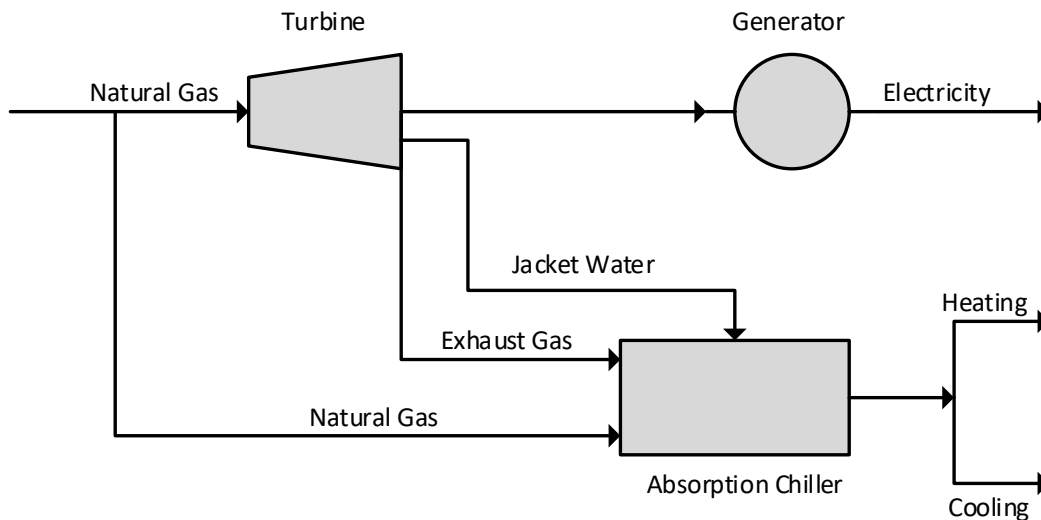 Turbine
Generator
Natural Gas
Electricity
Jacket Water
Heating
Exhaust Gas
Natural Gas
Absorption Chiller
Cooling